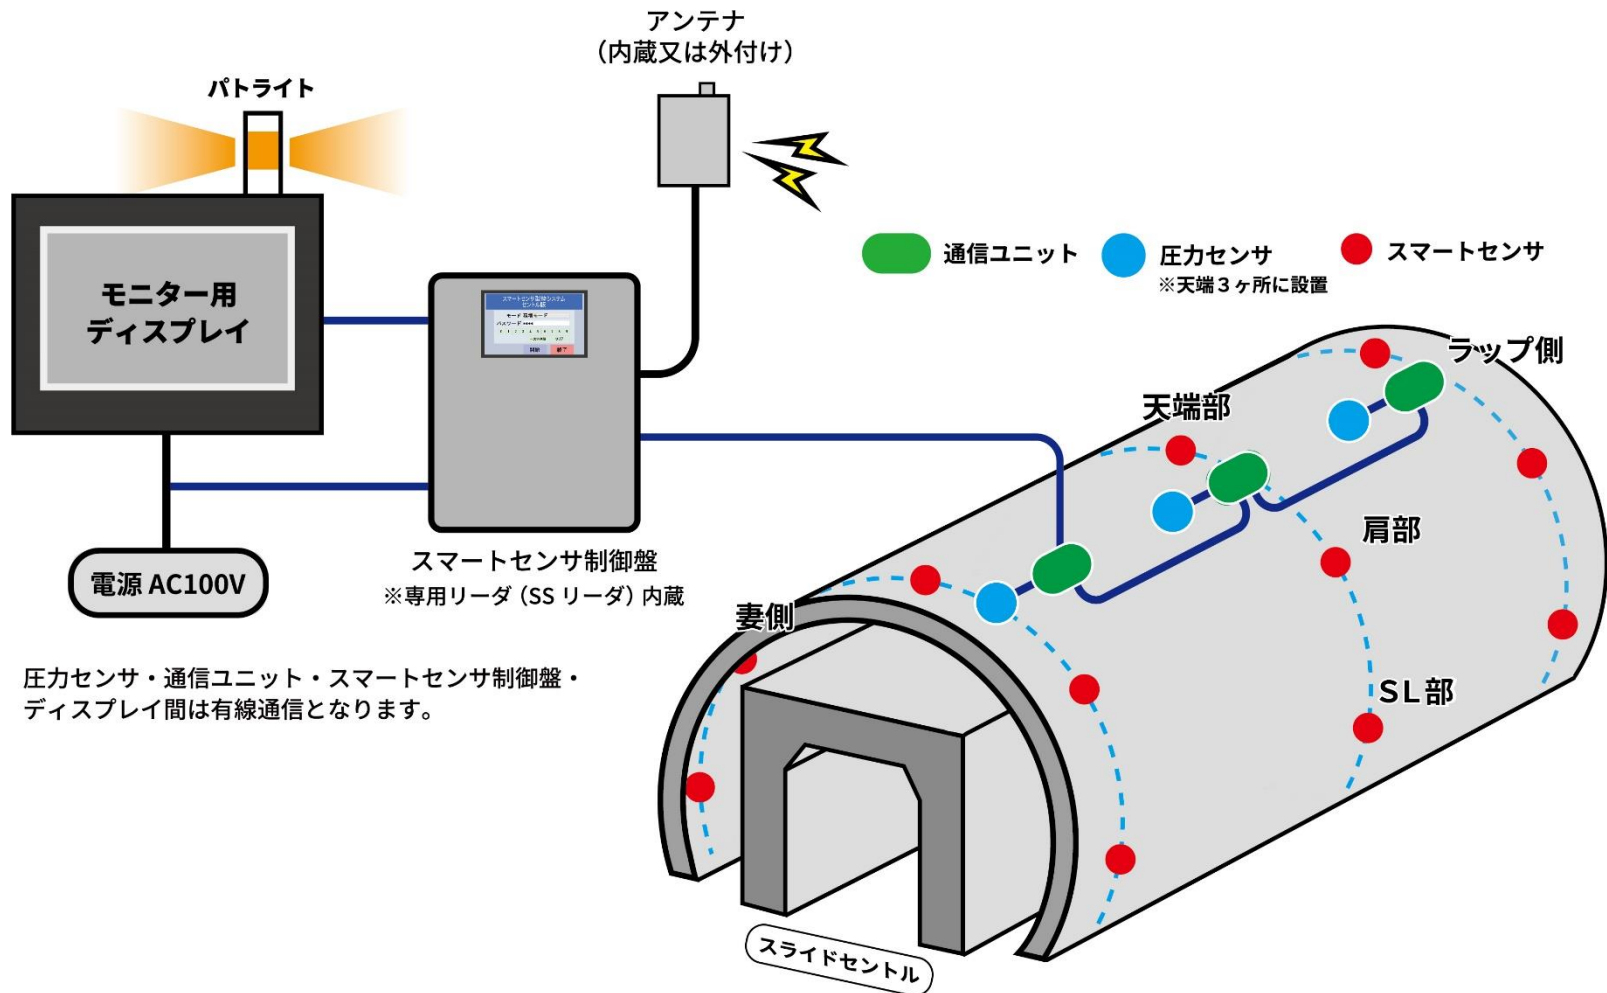 アンテナ
（内蔵又は外付け）
パトライト
モニター用
ディスプレイ
スマートセンサ制御盤
※専用リーダ（SS リーダ）内蔵
電源 AC100V
圧力センサ・通信ユニット・スマートセンサ制御盤・
ディスプレイ間は有線通信となります。
通信ユニット
圧力センサ
※天端３ヶ所に設置
スマートセンサ
ラップ側
天端部
肩部
ＳＬ部
妻側
スライドセントル